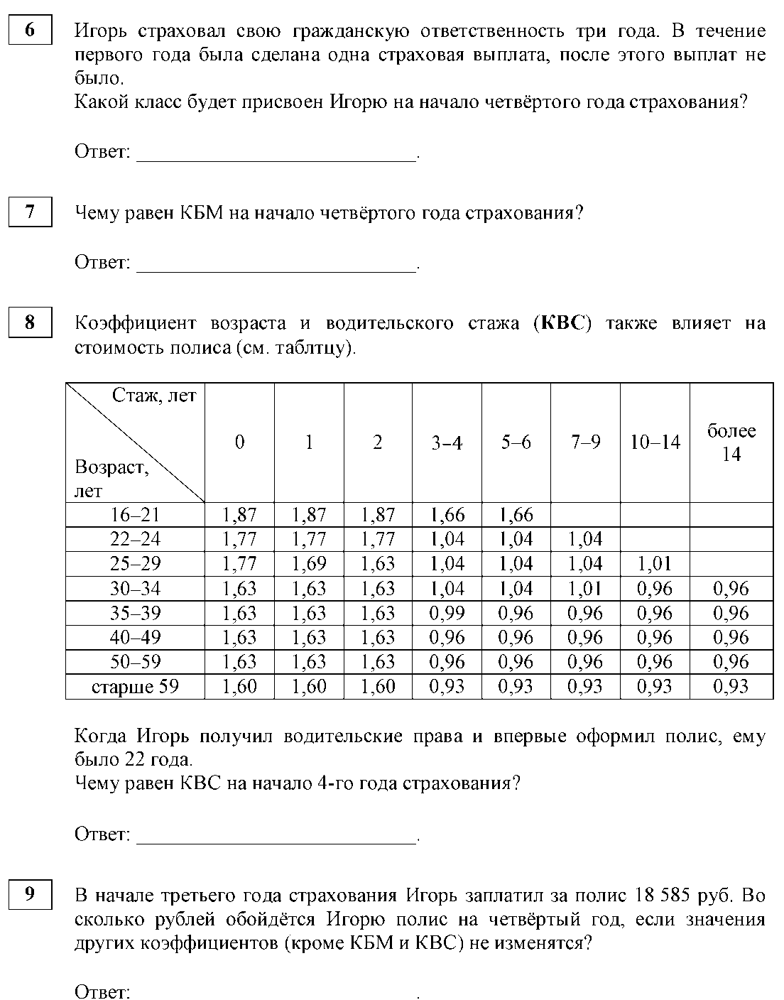 6
Игорь страховал свою гражданскую ответственность три года. В течение
первого года была сделана одна страховая выплата, после этого выплат не
было.
Какой класс будет присвоен Игорю на начало четвёртого года страхования?
Ответ: ____________________________.
7
Чему равен КБМ на начало четвёртого года страхования?
Ответ: ____________________________.
8
Коэффициент возраста и водительского стажа (КВС) также влияет на
стоимость полиса (см. таблтцу).
Стаж, лет
Возраст,
лет
0 1 2 3–4 5–6 7–9 10–14 более
14
16–21 1,87 1,87 1,87 1,66 1,66
22–24 1,77 1,77 1,77 1,04 1,04 1,04
25–29 1,77 1,69 1,63 1,04 1,04 1,04 1,01
30–34 1,63 1,63 1,63 1,04 1,04 1,01 0,96 0,96
35–39 1,63 1,63 1,63 0,99 0,96 0,96 0,96 0,96
40–49 1,63 1,63 1,63 0,96 0,96 0,96 0,96 0,96
50–59 1,63 1,63 1,63 0,96 0,96 0,96 0,96 0,96
старше 59 1,60 1,60 1,60 0,93 0,93 0,93 0,93 0,93
Когда Игорь получил водительские права и впервые оформил полис, ему
было 22 года.
Чему равен КВС на начало 4-го года страхования?
Ответ: ____________________________.
9
В начале третьего года страхования Игорь заплатил за полис 18 585 руб. Во
сколько рублей обойдётся Игорю полис на четвёртый год, если значения
других коэффициентов (кроме КБМ и КВС) не изменятся?
Ответ: ____________________________.